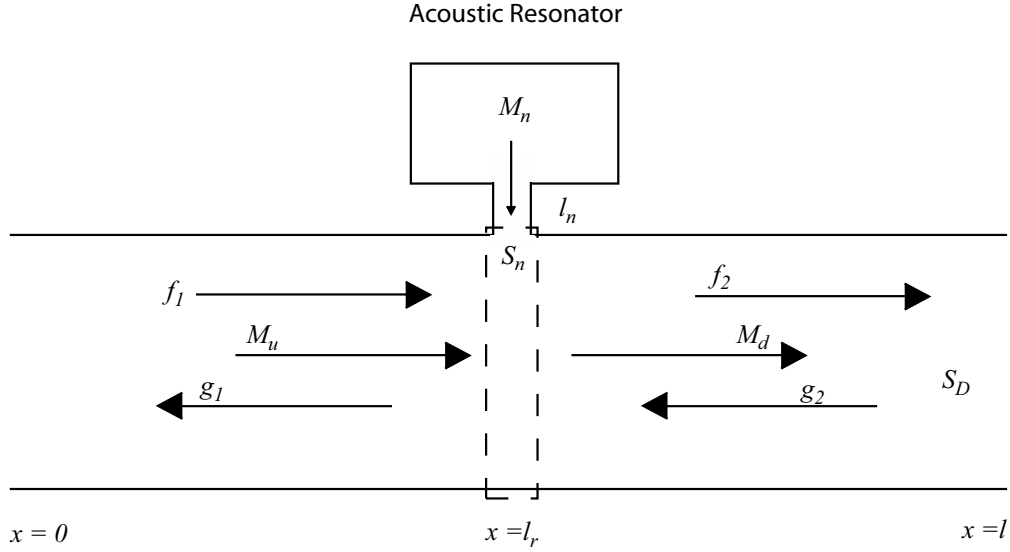 Acoustic Resonator
M_n
l_n
S_n
f_1
f_2
M_u
M_d
g_1
g_2
S_D
x = 0
x =l_r
x =l